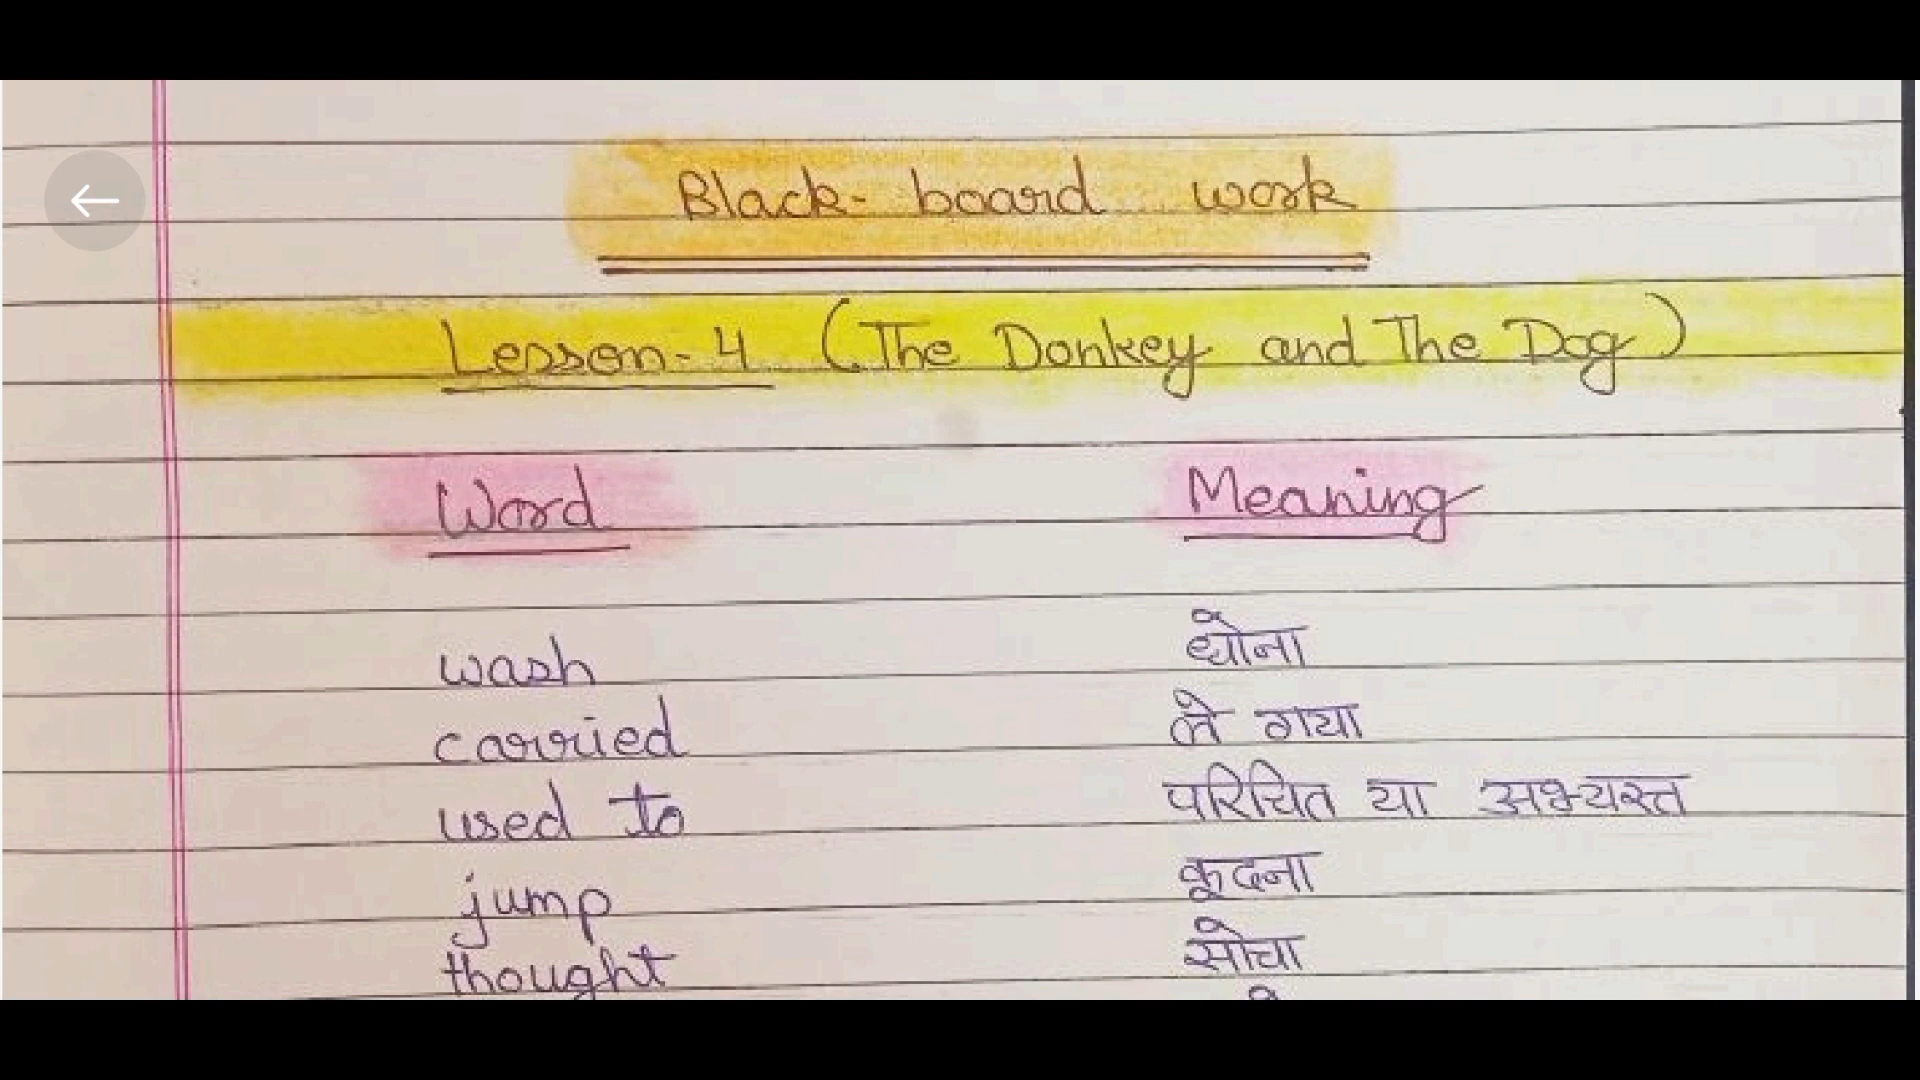 Black-board work
Lesson-4 (The Donkey and The Dog)
Word Meaning
wash धोना
carried ले गया
used to परिचित या अभ्यस्त
jump कूदना
thought सोचा